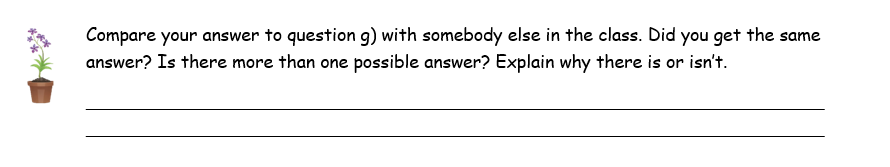 Compare your answer to question g) with somebody else in the class. Did you get the same
answer? Is there more than one possible answer? Explain why there is or isn't.